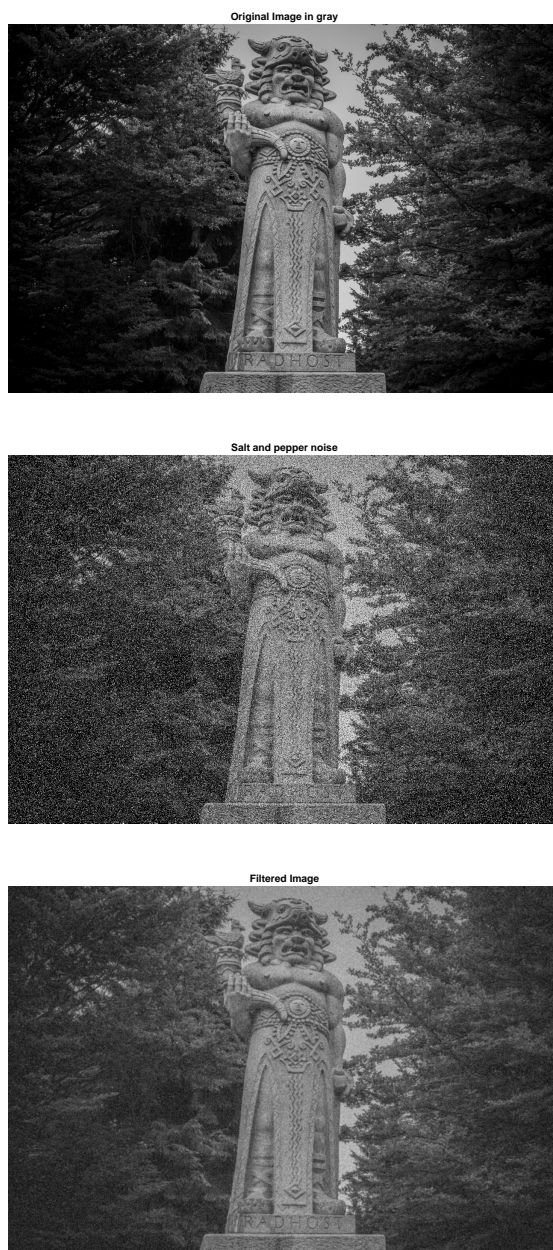 Original Image in gray
RADHOST
Salt and pepper noise
Filtered Image
RADHOST